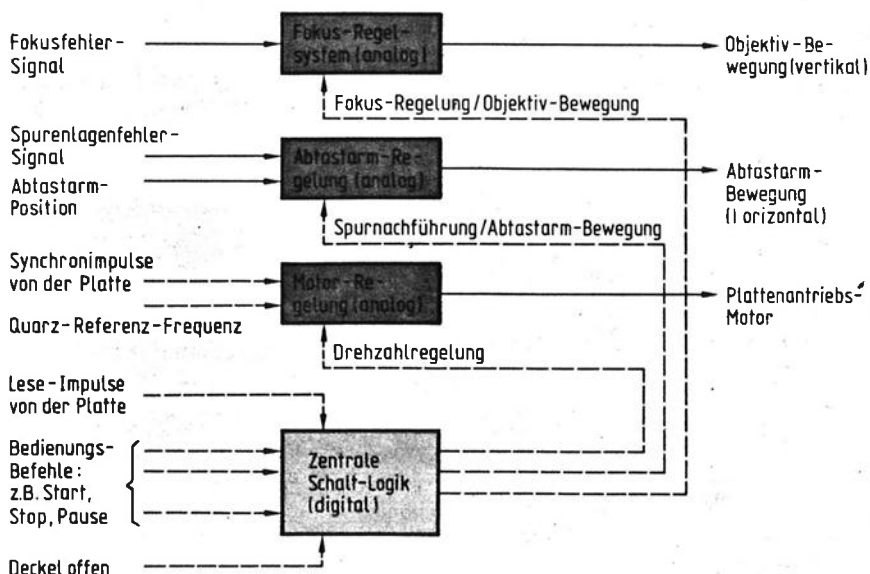 Fokusfehler-
Signal
Fokus-Regel-
system (analog)
Objektiv-Be-
wegung (vertikal)
Fokus-Regelung/Objektiv-Bewegung
Spurenlagenfehler-
Signal
Abtastarm-
Position
Abtastarm-Re-
gelung (analog)
Abtastarm-
Bewegung
(l orizontal)
Spurnachführung/Abtastarm-Bewegung
Synchronimpulse
von der Platte
Quarz-Referenz-Frequenz
Motor-Re-
gelung (analog)
Plattenantriebs-
Motor
Drehzahlregelung
Lese-Impulse
von der Platte
Bedienungs-
Befehle:
z.B. Start,
Stop, Pause
Zentrale
Schalt-Logik
(digital)
Deckel offen